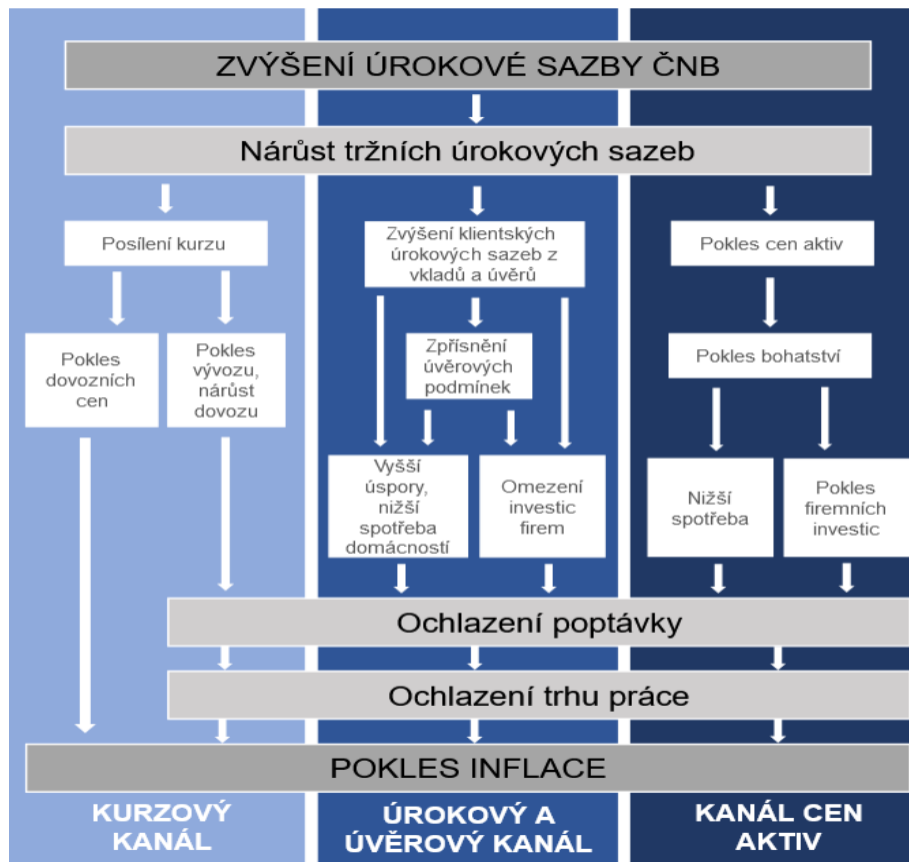 ZVÝŠENÍ ÚROKOVÉ SAZBY ČNB
Nárůst tržních úrokových sazeb
Posílení kurzu
Zvýšení klientských
úrokových sazeb z
vkladů a úvěrů
Pokles cen aktiv
Pokles
dovozních
cen
Pokles
vývozu,
nárůst
dovozu
Zpřísnění
úvěrových
podmínek
Pokles bohatství
Vyšší
úspory,
nižší
spotřeba
domácností
Omezení
investic
firem
Nižší
spotřeba
Pokles
firemních
investic
Ochlazení poptávky
Ochlazení trhu práce
POKLES INFLACE
KURZOVÝ
KANÁL
ÚROKOVÝ A
ÚVĚROVÝ KANÁL
KANÁL CEN
AKTIV